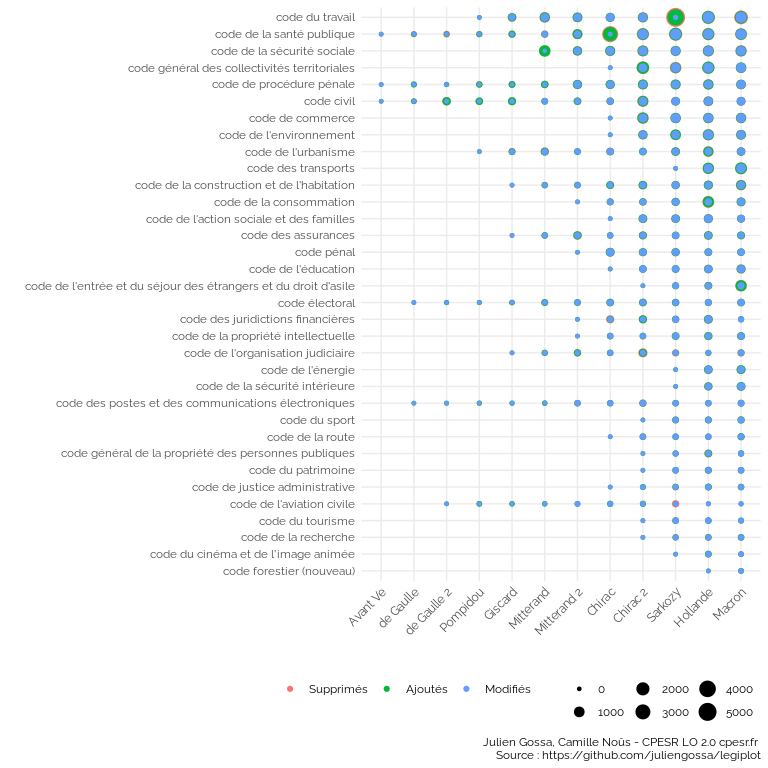 code du travail
code de la santé publique
code de la sécurité sociale
code général des collectivités territoriales
code de procédure pénale
code civil
code de commerce
code de l'environnement
code de l'urbanisme
code des transports
code de la construction et de l'habitation
code de la consommation
code de l'action sociale et des familles
code des assurances
code pénal
code de l'éducation
code de l'entrée et du séjour des étrangers et du droit d'asile
code électoral
code des juridictions financières
code de la propriété intellectuelle
code de l'organisation judiciaire
code de l'énergie
code de la sécurité intérieure
code des postes et des communications électroniques
code du sport
code de la route
code général de la propriété des personnes publiques
code du patrimoine
code de justice administrative
code de l'aviation civile
code du tourisme
code de la recherche
code du cinéma et de l'image animée
code forestier (nouveau)
Avant Ve
de Gaulle
de Gaulle 2
Pompidou
Giscard
Mitterand
Mitterand 2
Chirac
Chirac 2
Sarkozy
Hollande
Macron
Supprimés Ajoutés Modifiés
0 2000 4000
1000 3000 5000
Julien Gossa, Camille Noûs - CPESR LO 2.0 cpesr.fr
Source : https://github.com/juliengossa/legiplot